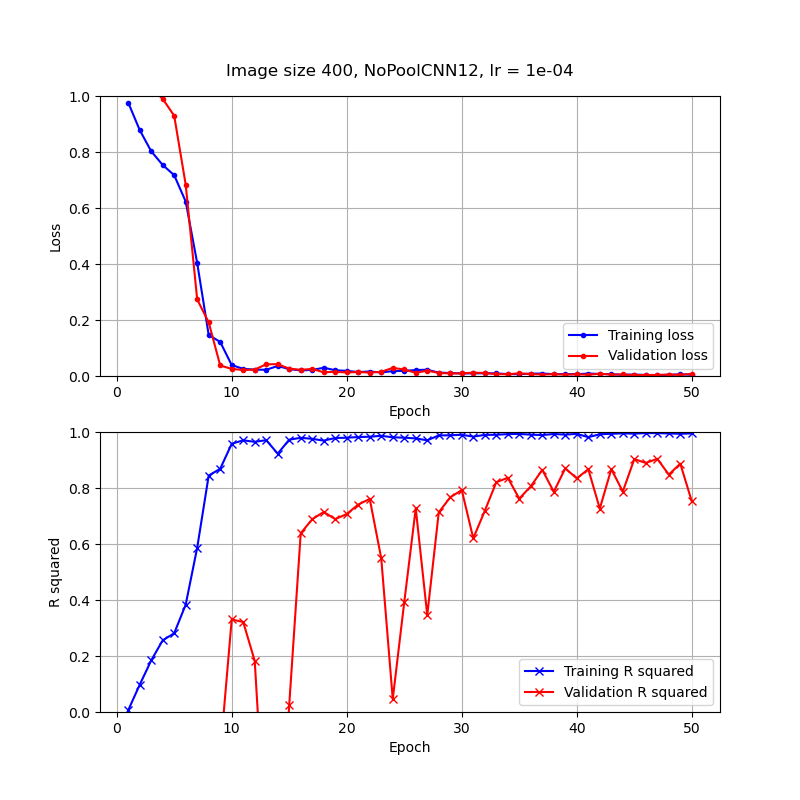 Image size 400, NoPoolCNN12, lr = 1e-04
1.0
0.8
0.6
0.4
0.2
0.0
Loss
Training loss
Validation loss
0 10 20 30 40 50
Epoch
1.0
0.8
0.6
0.4
0.2
0.0
R squared
Training R squared
Validation R squared
0 10 20 30 40 50
Epoch